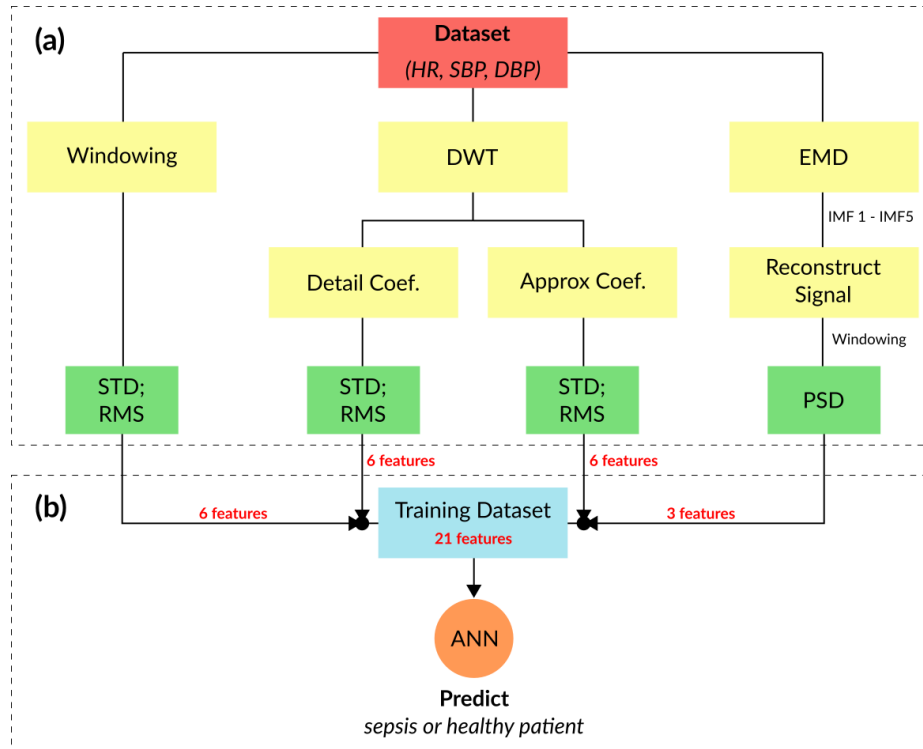 (a)
Dataset
(HR, SBP, DBP)
Windowing
DWT
EMD
IMF 1 - IMF5
Detail Coef.
Approx Coef.
Reconstruct
Signal
Windowing
STD;
RMS
STD;
RMS
STD;
RMS
PSD
6 features
6 features
(b)
6 features
Training Dataset
21 features
3 features
ANN
Predict
sepsis or healthy patient